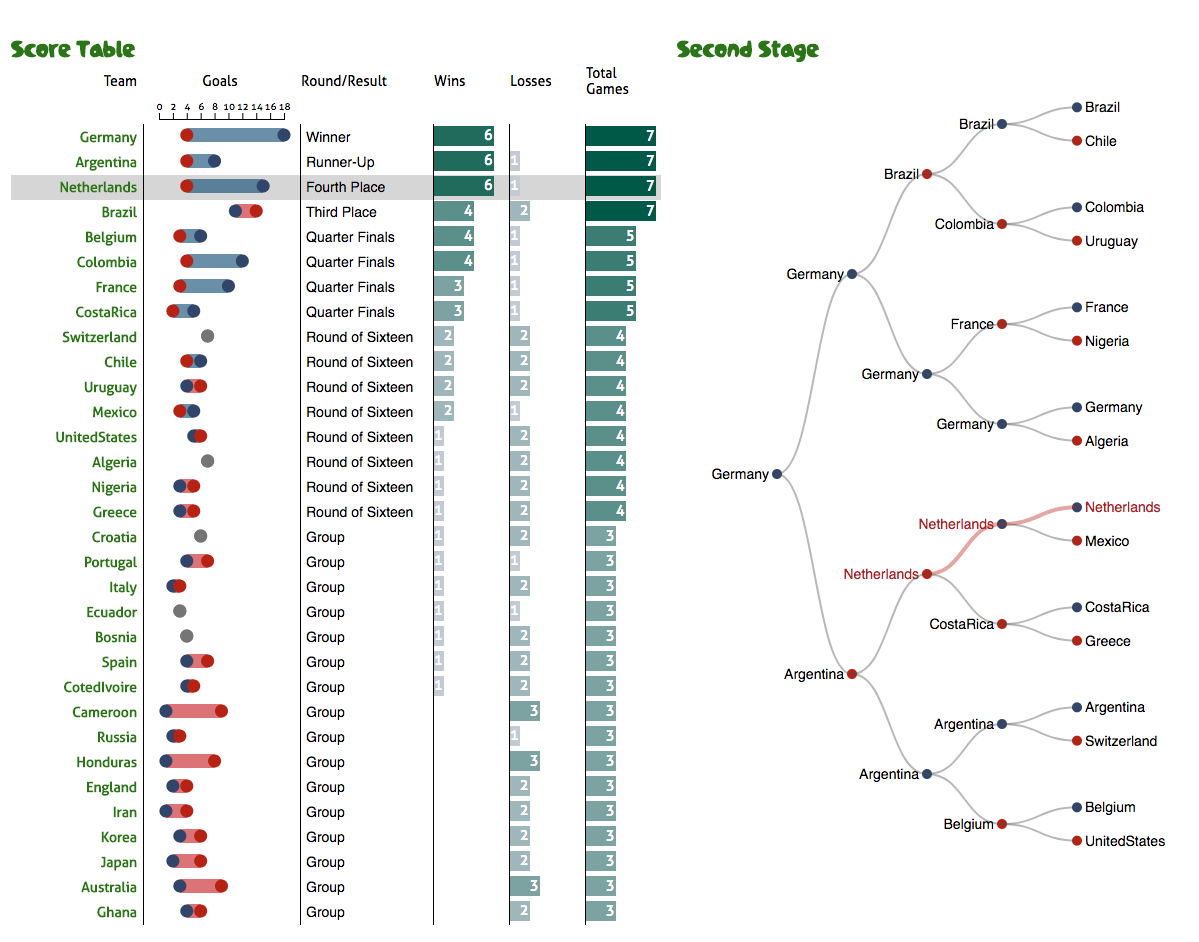 Score Table
Team Goals Round/Result Wins Losses Total Games
0 2 4 6 8 10 12 14 16 18
Germany Winner 6 7
Argentina Runner-Up 6 1 7
Netherlands Fourth Place 6 1 7
Brazil Third Place 4 2 7
Belgium Quarter Finals 4 1 5
Colombia Quarter Finals 4 1 5
France Quarter Finals 3 1 5
CostaRica Quarter Finals 3 1 5
Switzerland Round of Sixteen 2 2 4
Chile Round of Sixteen 2 2 4
Uruguay Round of Sixteen 2 2 4
Mexico Round of Sixteen 2 1 4
UnitedStates Round of Sixteen 1 2 4
Algeria Round of Sixteen 1 2 4
Nigeria Round of Sixteen 1 2 4
Greece Round of Sixteen 1 2 4
Croatia Group 1 2 3
Portugal Group 1 1 3
Italy Group 1 2 3
Ecuador Group 1 1 3
Bosnia Group 1 2 3
Spain Group 1 2 3
CotedIvoire Group 1 2 3
Cameroon Group 3 3
Russia Group 1 3
Honduras Group 3 3
England Group 2 3
Iran Group 2 3
Korea Group 2 3
Japan Group 2 3
Australia Group 3 3
Ghana Group 2 3
Second Stage
Brazil
Brazil
Chile
Brazil
Colombia
Colombia
Uruguay
Germany
France
France
Nigeria
Germany
Germany
Germany
Algeria
Germany
Netherlands
Netherlands
Mexico
Netherlands
CostaRica
CostaRica
Greece
Argentina
Argentina
Argentina
Switzerland
Argentina
Belgium
Belgium
UnitedStates